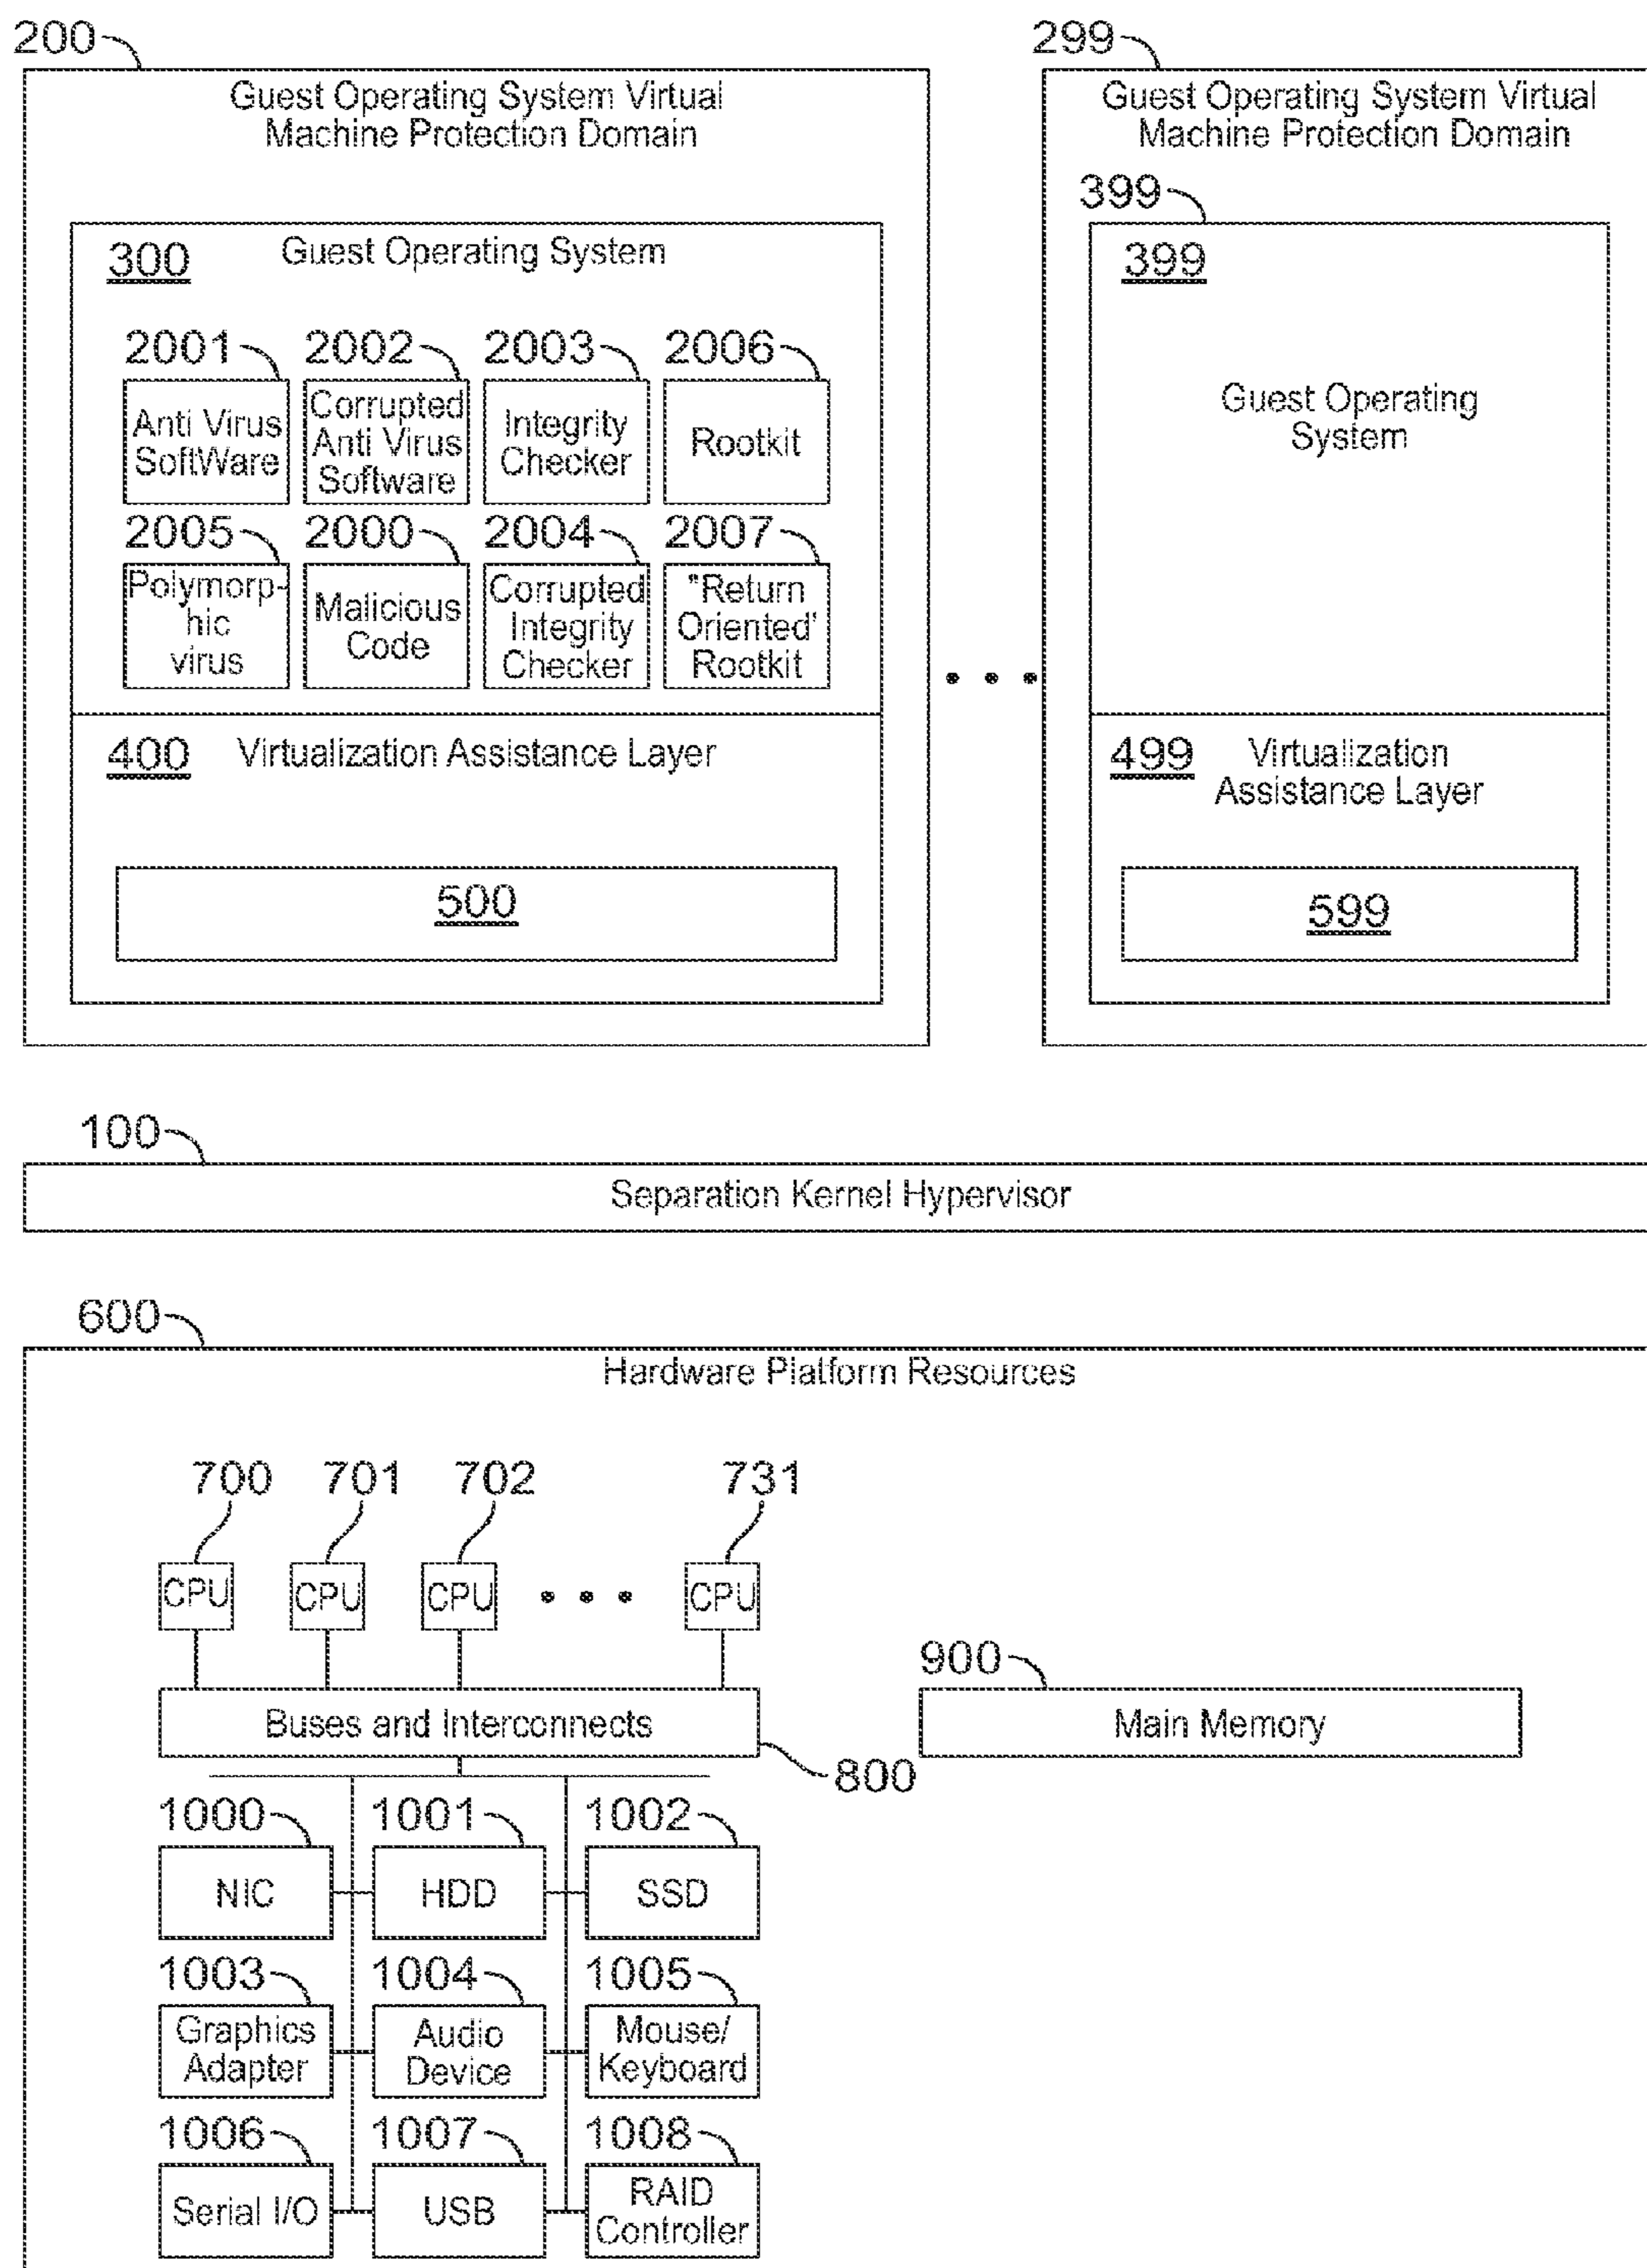 200
299
Guest Operating System Virtual
Machine Protection Domain
Guest Operating System Virtual
Machine Protection Domain
399
300
Guest Operating System
399
2001
2002
2003
2006
Anti Virus
SoftWare
Corrupted
Anti Virus
Software
Integrity
Checker
Rootkit
Guest Operating
System
2005
2000
2004
2007
Polymorp-
hic
virus
Malicious
Code
Corrupted
Integrity
Checker
"Return
Oriented'
Rootkit
400
Virtualization Assistance Layer
499
Virtualization
Assistance Layer
500
599
100
Separation Kernel Hypervisor
600
Hardware Platform Resources
700
701
702
731
CPU
CPU
CPU
CPU
900
Buses and Interconnects
Main Memory
800
1000
1001
1002
NIC
HDD
SSD
1003
1004
1005
Graphics
Adapter
Audio
Device
Mouse/
Keyboard
1006
1007
1008
Serial I/O
USB
RAID
Controller